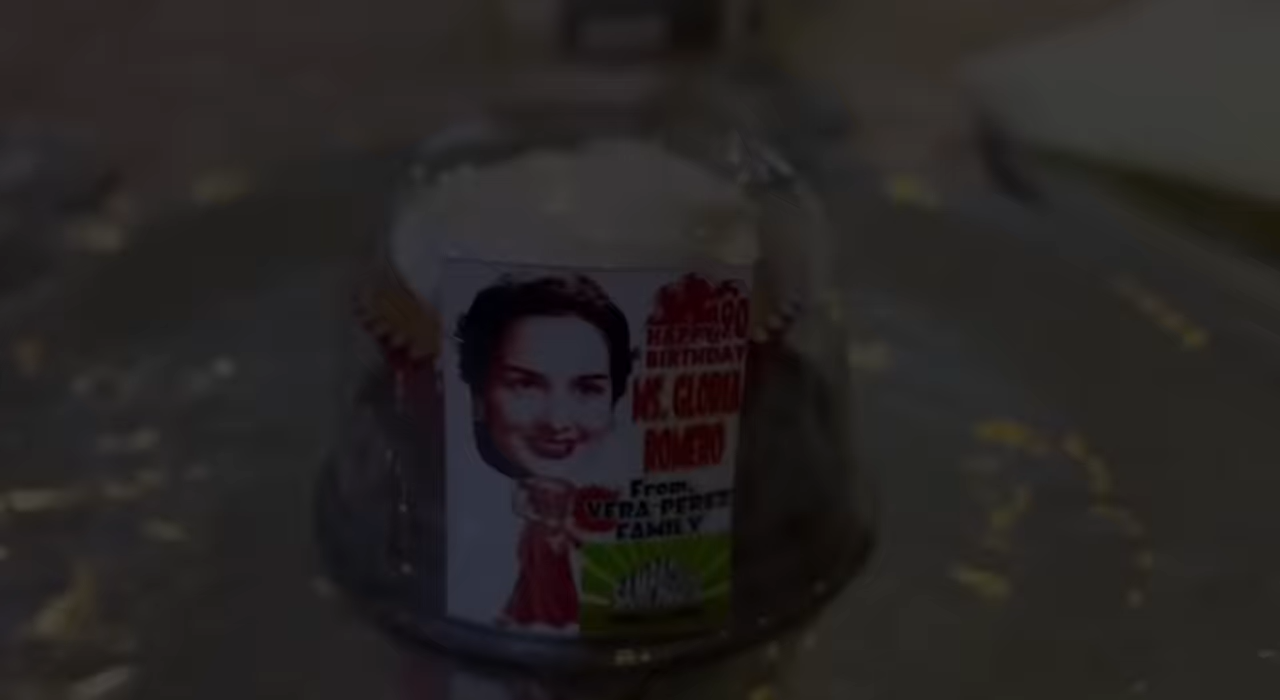 90
HAPPY
BIRTHDAY
MS. GLORIA
ROMERO
From,
VERA-PEREZ
FAMILY